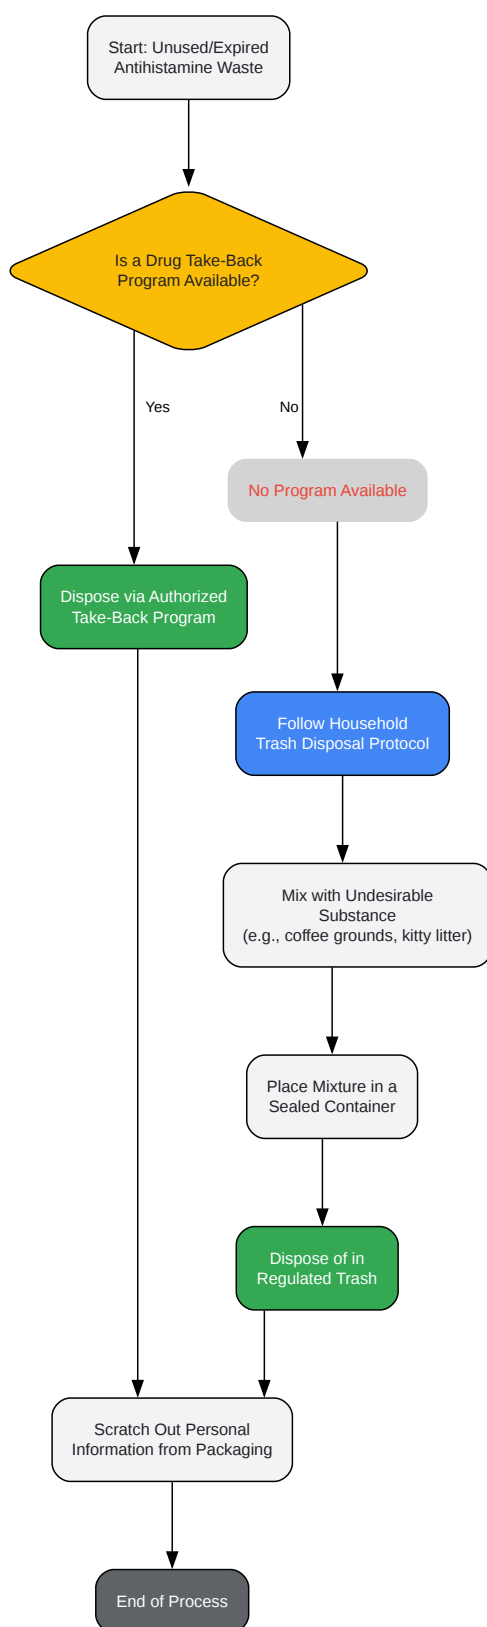 Start: Unused/Expired
Antihistamine Waste
Is a Drug Take-Back
Program Available?
Yes
No
No Program Available
Dispose via Authorized
Take-Back Program
Follow Household
Trash Disposal Protocol
Mix with Undesirable
Substance
(e.g., coffee grounds, kitty litter)
Place Mixture in a
Sealed Container
Dispose of in
Regulated Trash
Scratch Out Personal
Information from Packaging
End of Process